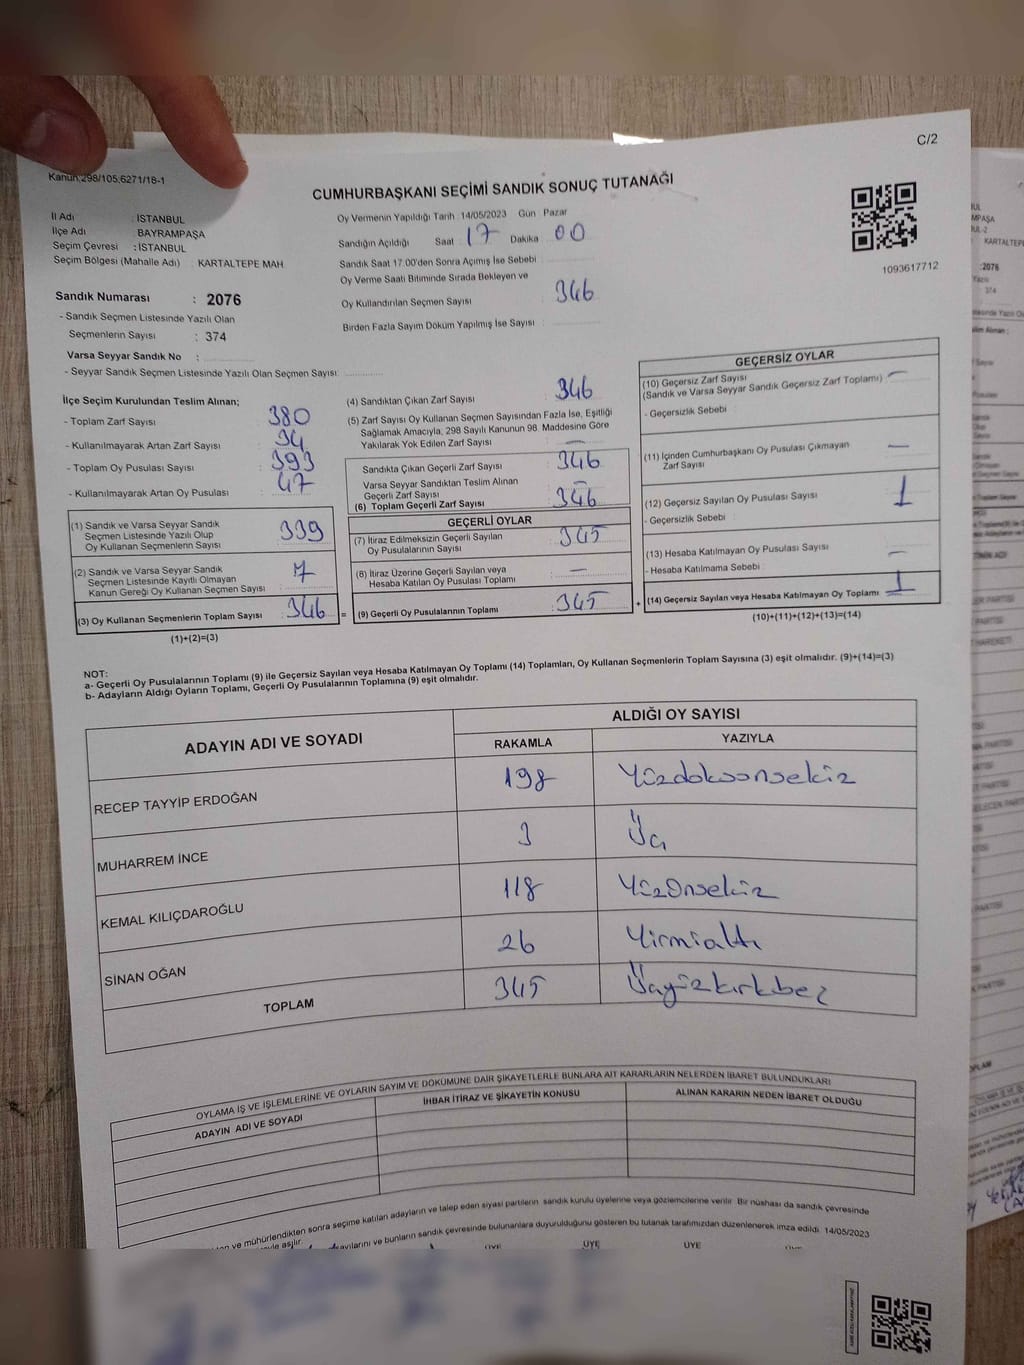 C/2
Kanun:298/105,6271/18-1
CUMHURBAŞKANI SEÇİMİ SANDIK SONUÇ TUTANAĞI
İl Adı : İSTANBUL
İlçe Adı : BAYRAMPAŞA
Seçim Çevresi : İSTANBUL
Seçim Bölgesi (Mahalle Adı) : KARTALTEPE MAH.
Sandık Numarası : 2076
- Sandık Seçmen Listesinde Yazılı Olan
Seçmenlerin Sayısı : 374
Varsa Seyyar Sandık No :
- Seyyar Sandık Seçmen Listesinde Yazılı Olan Seçmen Sayısı:
Oy Vermenin Yapıldığı Tarih :14/05/2023 Gün Pazar
Sandığın Açıldığı Saat 17 Dakika 00
Sandık Saat 17:00'den Sonra Açımış İse Sebebi
Oy Verme Saati Bitiminde Sırada Bekleyen ve
Oy Kullandırılan Seçmen Sayısı : 346
Birden Fazla Sayım Döküm Yapılmış İse Sayısı :
1093617712
İlçe Seçim Kurulundan Teslim Alınan;
- Toplam Zarf Sayısı : 380
- Kullanılmayarak Artan Zarf Sayısı : 34
- Toplam Oy Pusulası Sayısı : 393
- Kullanılmayarak Artan Oy Pusulası : 47
(1) Sandık ve Varsa Seyyar Sandık
Seçmen Listesinde Yazılı Olup
Oy Kullanan Seçmenlerin Sayısı : 339
(2) Sandık ve Varsa Seyyar Sandık
Seçmen Listesinde Kayıtlı Olmayan
Kanun Gereği Oy Kullanan Seçmen Sayısı : 7
(3) Oy Kullanan Seçmenlerin Toplam Sayısı : 346 =
(1)+(2)=(3)
(4) Sandıktan Çıkan Zarf Sayısı : 346
(5) Zarf Sayısı Oy Kullanan Seçmen Sayısından Fazla İse, Eşitliği
Sağlamak Amacıyla, 298 Sayılı Kanunun 98. Maddesine Göre
Yakılarak Yok Edilen Zarf Sayısı : —
Sandıkta Çıkan Geçerli Zarf Sayısı : 346
Varsa Seyyar Sandıktan Teslim Alınan
Geçerli Zarf Sayısı : —
(6) Toplam Geçerli Zarf Sayısı : 346
GEÇERLİ OYLAR
(7) İtiraz Edilmeksizin Geçerli Sayılan
Oy Pusulalarının Sayısı : 345
(8) İtiraz Üzerine Geçerli Sayılan veya
Hesaba Katılan Oy Pusulası Toplamı : —
(9) Geçerli Oy Pusulalarının Toplamı : 345 +
GEÇERSİZ OYLAR
(10) Geçersiz Zarf Sayısı
(Sandık ve Varsa Seyyar Sandık Geçersiz Zarf Toplamı) : —
- Geçersizlik Sebebi :
(11) İçinden Cumhurbaşkanı Oy Pusulası Çıkmayan
Zarf Sayısı : —
(12) Geçersiz Sayılan Oy Pusulası Sayısı : 1
- Geçersizlik Sebebi :
(13) Hesaba Katılmayan Oy Pusulası Sayısı : —
- Hesaba Katılmama Sebebi :
(14) Geçersiz Sayılan veya Hesaba Katılmayan Oy Toplamı : 1
(10)+(11)+(12)+(13)=(14)
NOT:
a- Geçerli Oy Pusulalarının Toplamı (9) ile Geçersiz Sayılan veya Hesaba Katılmayan Oy Toplamı (14) Toplamları, Oy Kullanan Seçmenlerin Toplam Sayısına (3) eşit olmalıdır. (9)+(14)=(3)
b- Adayların Aldığı Oyların Toplamı, Geçerli Oy Pusulalarının Toplamına (9) eşit olmalıdır.
ADAYIN ADI VE SOYADI
ALDIĞI OY SAYISI
RAKAMLA YAZIYLA
RECEP TAYYİP ERDOĞAN 198 Yüzdoksansekiz
MUHARREM İNCE 3 Üç
KEMAL KILIÇDAROĞLU 118 Yüzonsekiz
SİNAN OĞAN 26 Yirmialtı
TOPLAM 345 Üçyüzkırkbeş
OYLAMA İŞ VE İŞLEMLERİNE VE OYLARIN SAYIM VE DÖKÜMÜNE DAİR ŞİKAYETLERLE BUNLARA AİT KARARLARIN NELERDEN İBARET BULUNDUKLARI
ADAYIN ADI VE SOYADI İHBAR İTİRAZ VE ŞİKAYETİN KONUSU ALINAN KARARIN NEDEN İBARET OLDUĞU
ve mühürlendikten sonra seçime katılan adayların ve talep eden siyasi partilerin sandık kurulu üyelerine veya gözlemcilerine verilir. Bir nüshası da sandık çevresinde
asılır.
sayılarını ve bunların sandık çevresinde bulunanlara duyurulduğunu gösteren bu tutanak tarafımızdan düzenlenerek imza edildi. 14/05/2023
ÜYE ÜYE ÜYE